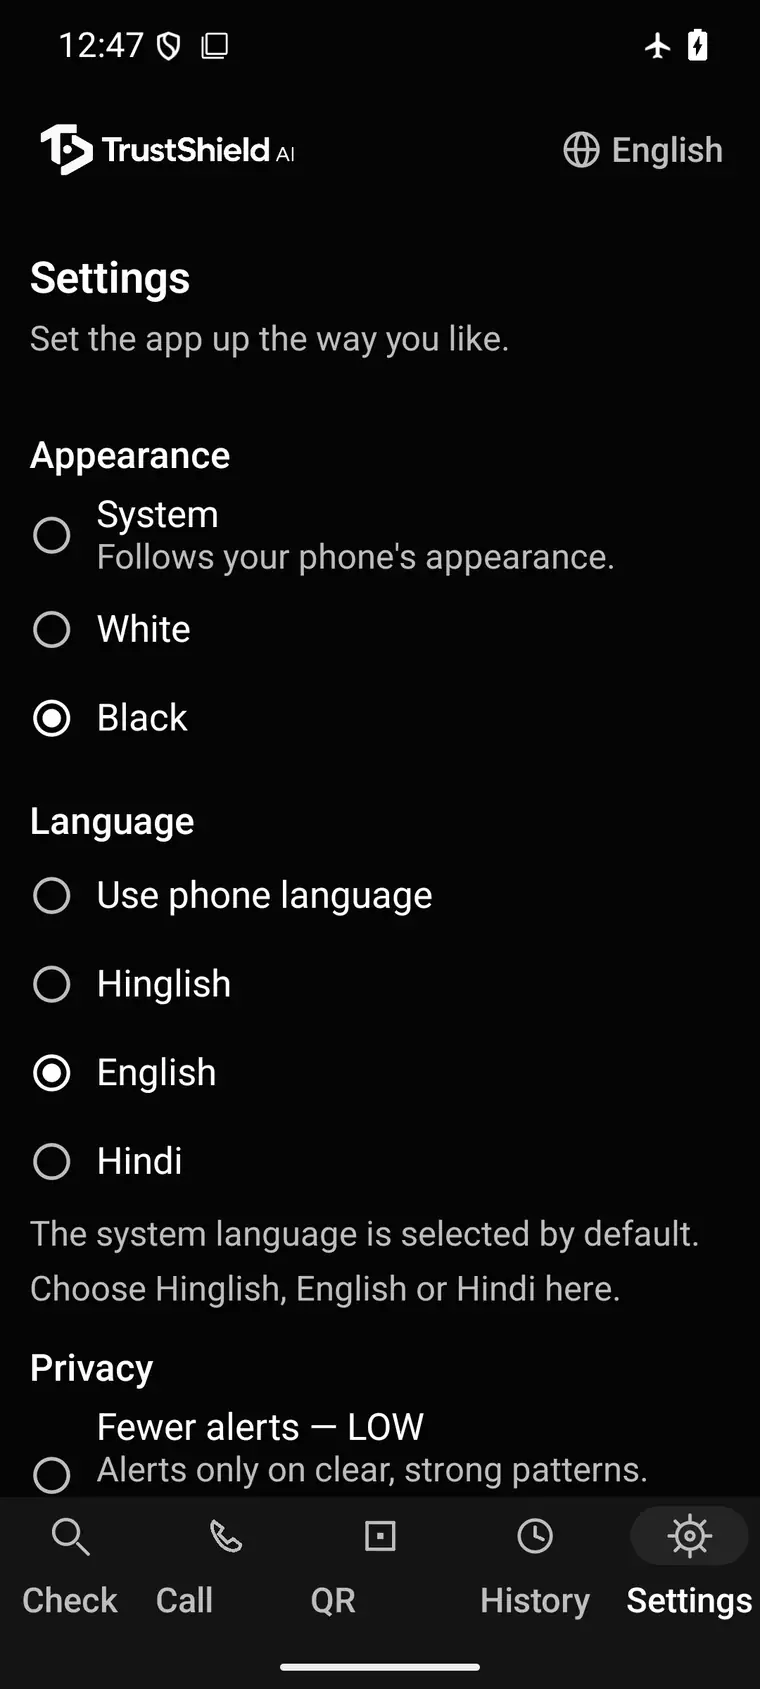 12:47
TrustShield AI
English
Settings
Set the app up the way you like.
Appearance
System
Follows your phone's appearance.
White
Black
Language
Use phone language
Hinglish
English
Hindi
The system language is selected by default.
Choose Hinglish, English or Hindi here.
Privacy
Fewer alerts — LOW
Alerts only on clear, strong patterns.
Check Call QR History Settings